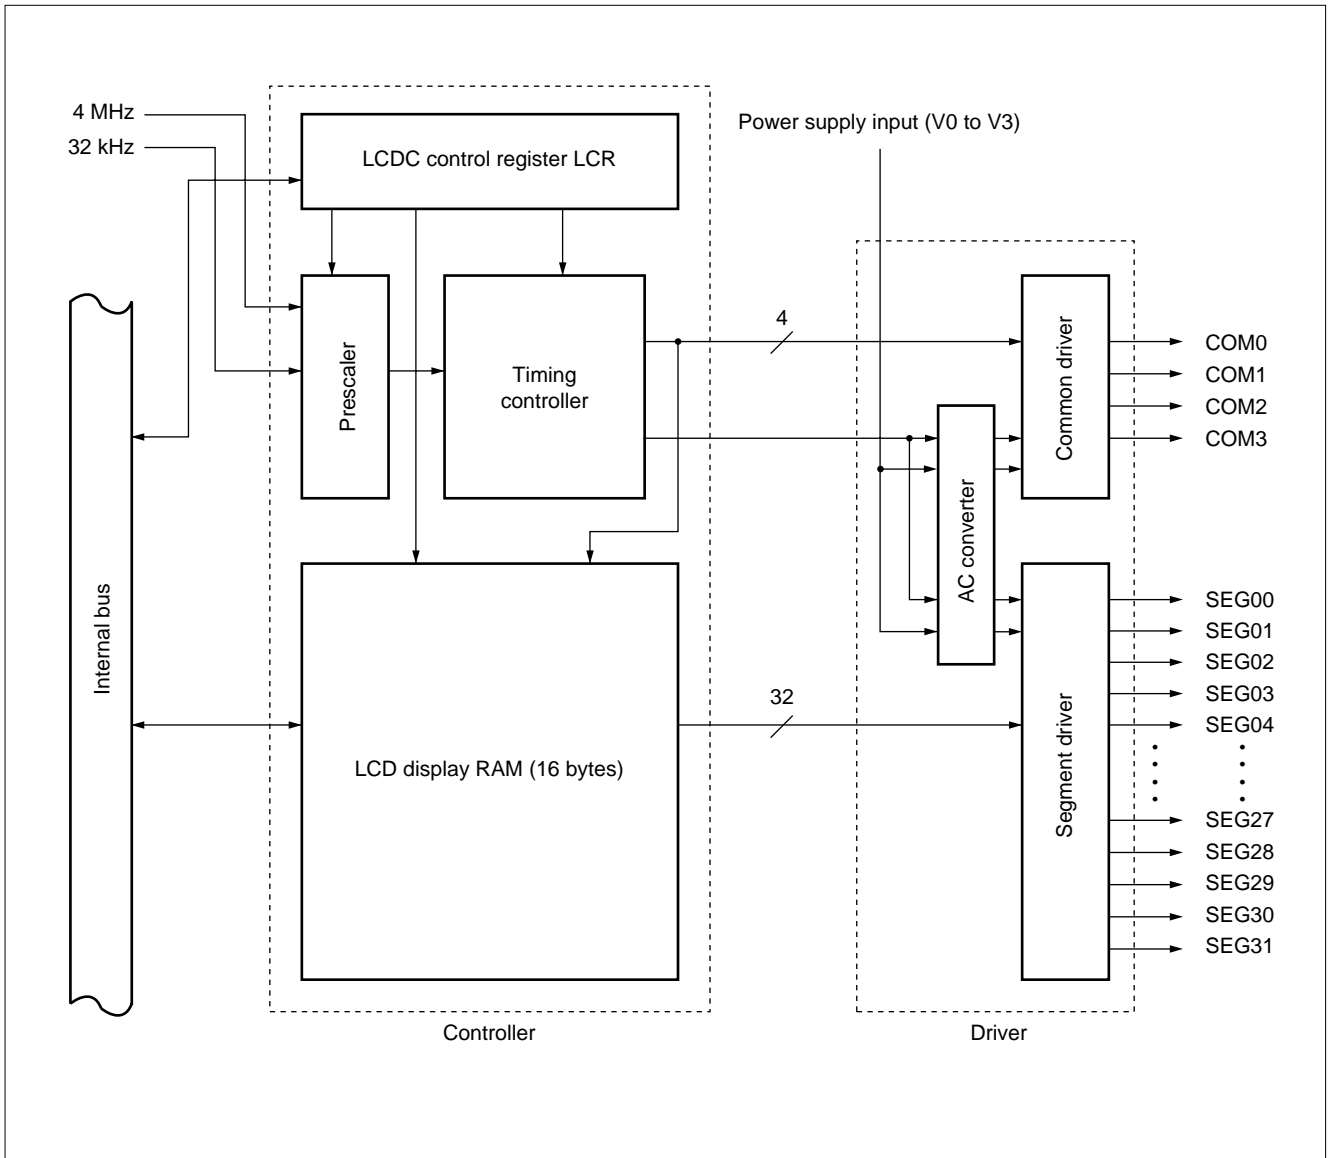 4 MHz
32 kHz
LCDC control register LCR
Power supply input (V0 to V3)
Prescaler
Timing
controller
4
Common driver
COM0
COM1
COM2
COM3
AC converter
Internal bus
LCD display RAM (16 bytes)
32
Segment driver
SEG00
SEG01
SEG02
SEG03
SEG04
SEG27
SEG28
SEG29
SEG30
SEG31
Controller
Driver